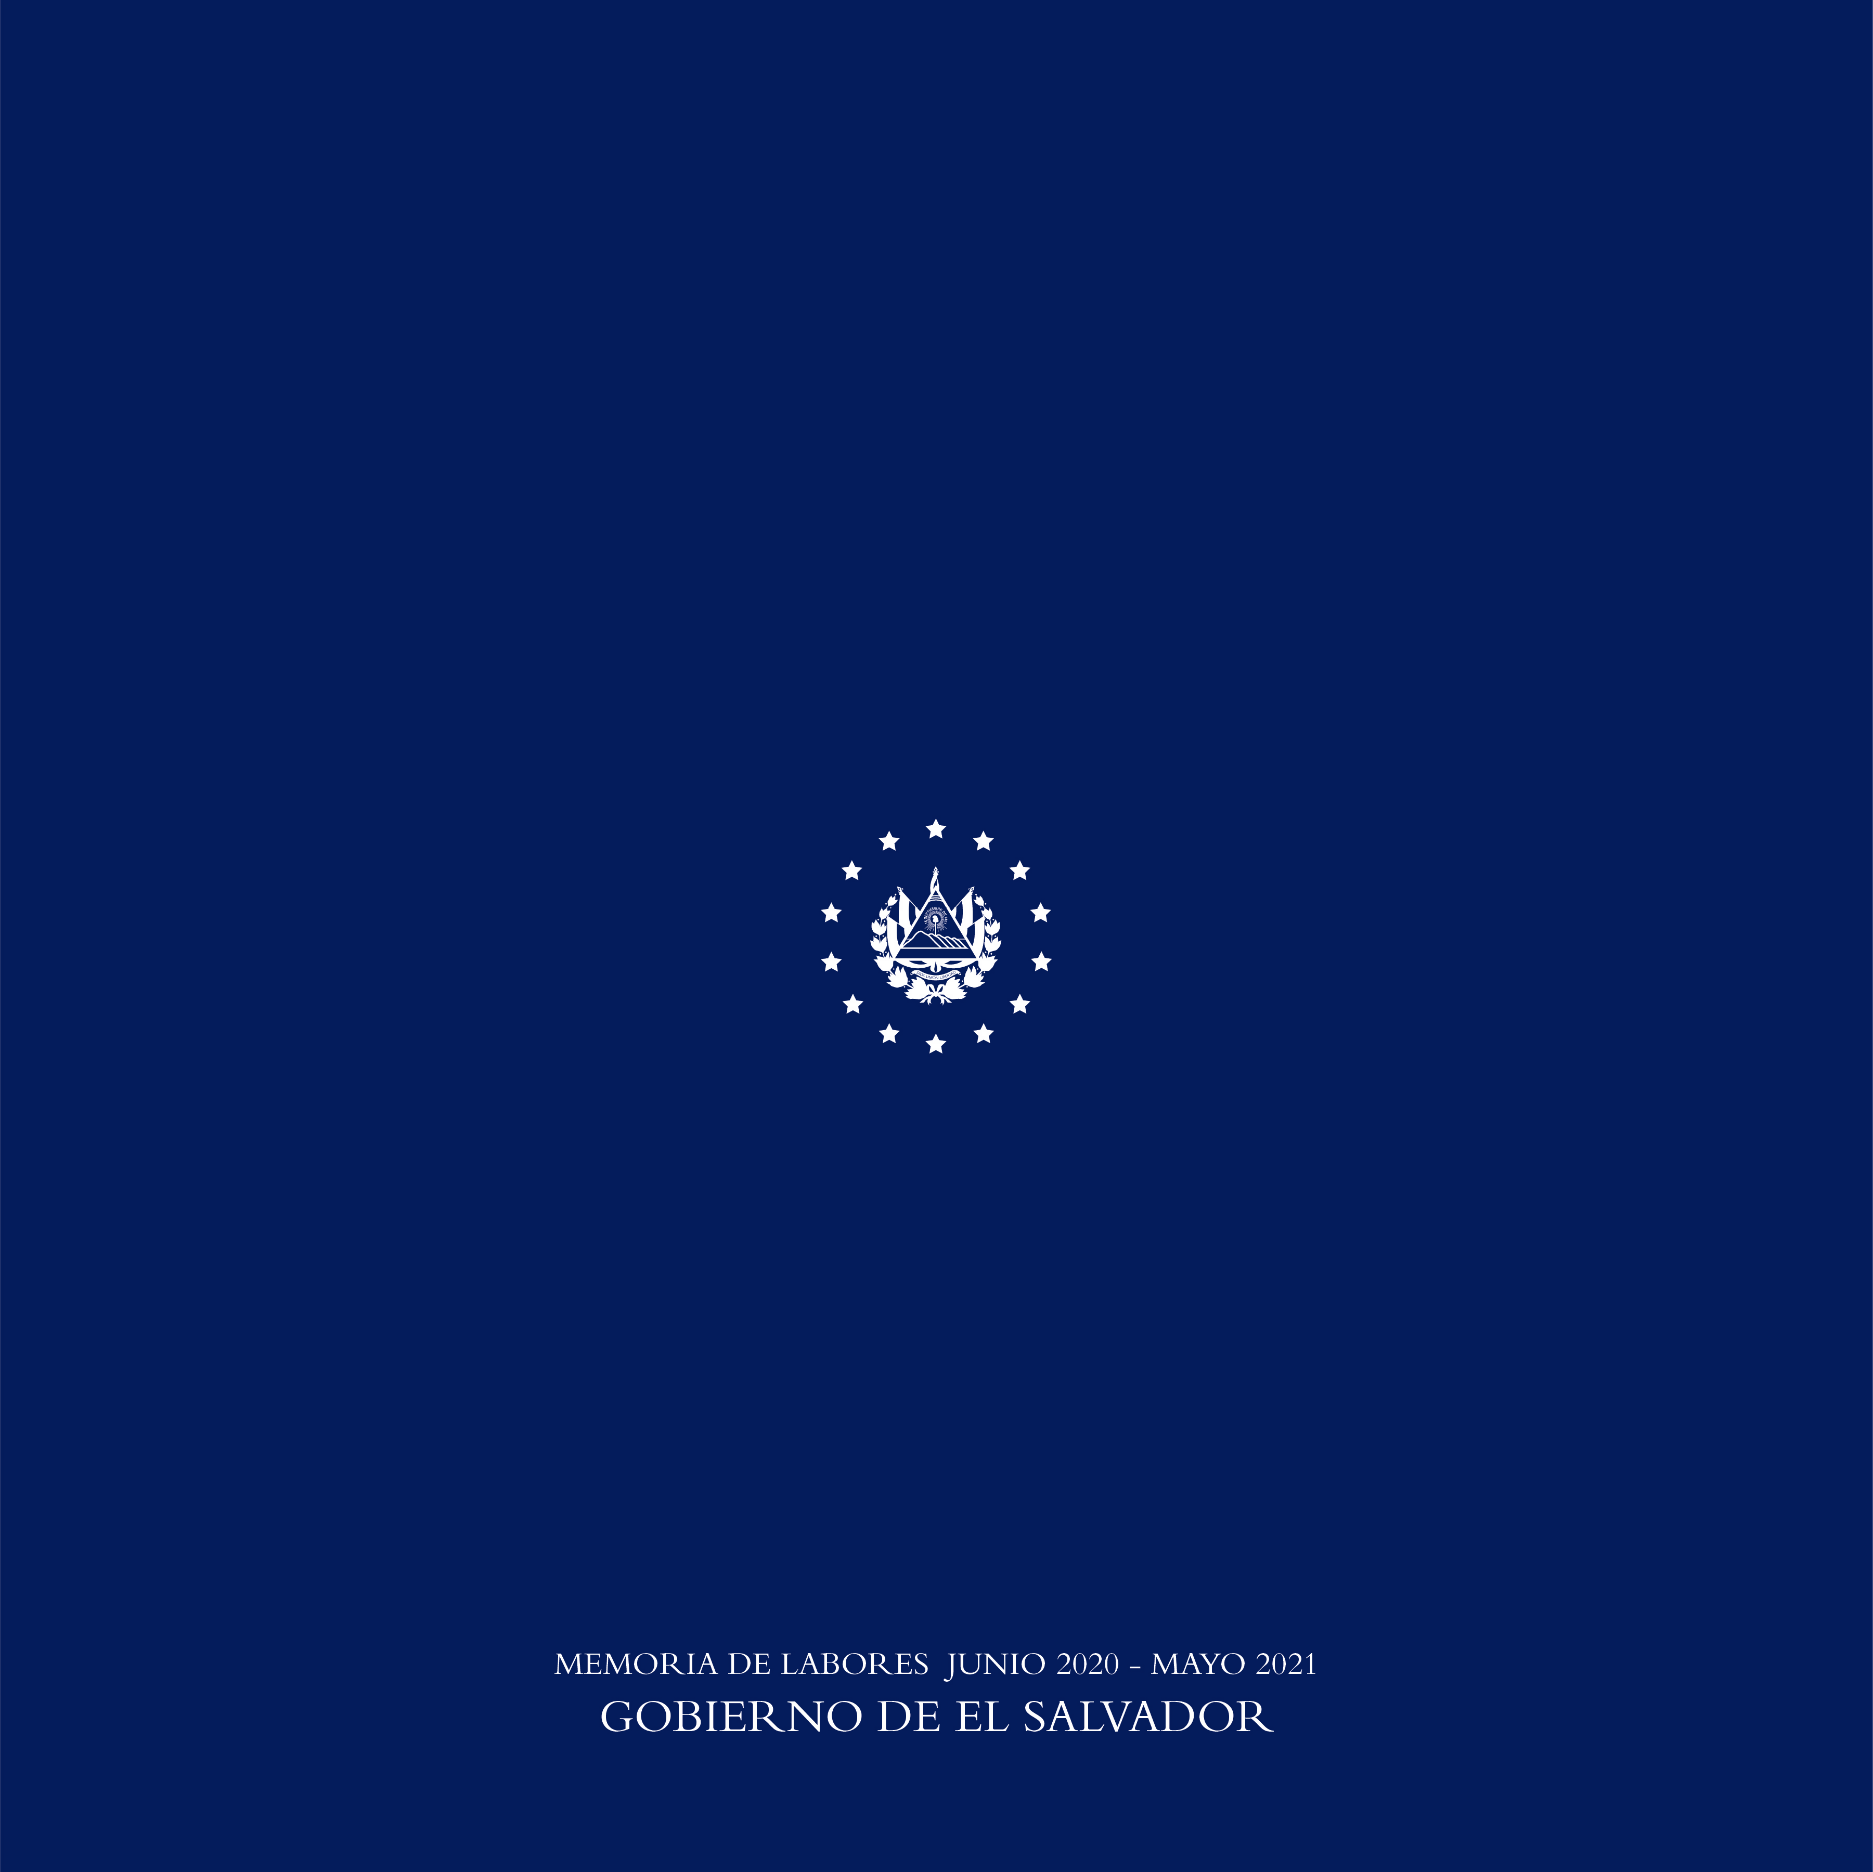 MEMORIA DE LABORES JUNIO 2020 - MAYO 2021
GOBIERNO DE EL SALVADOR